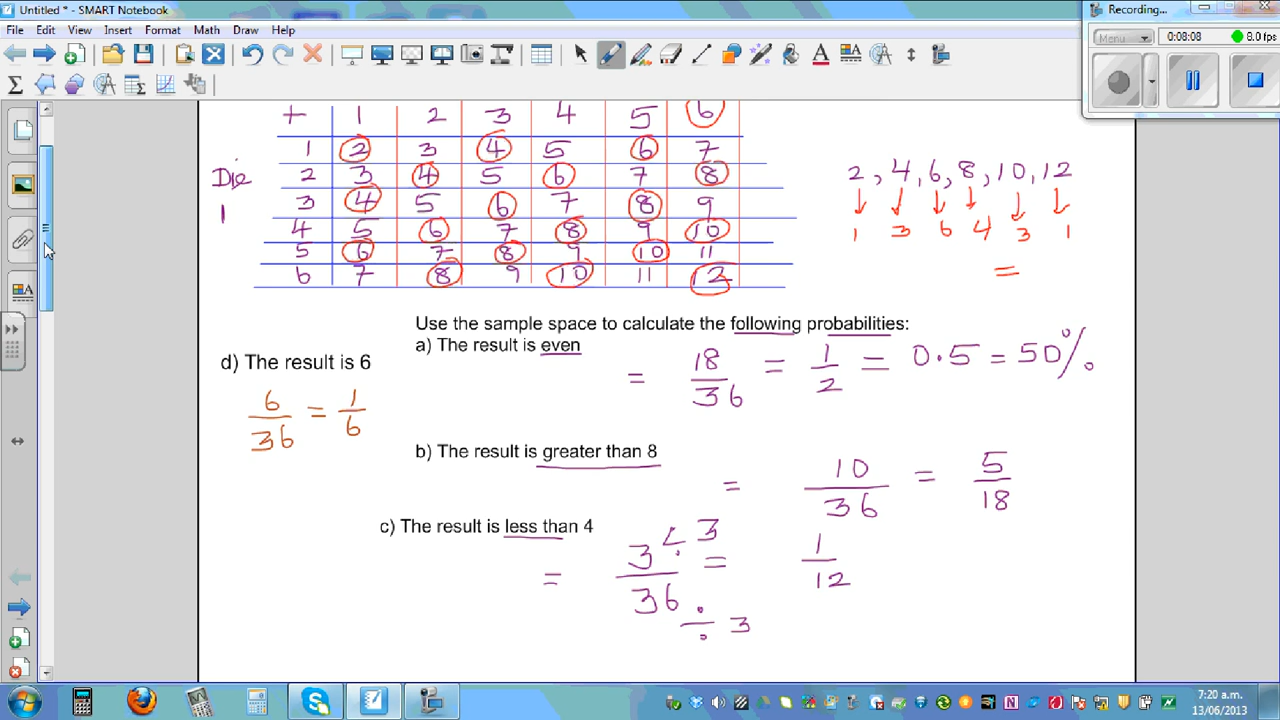 Untitled * - SMART Notebook
File Edit View Insert Format Math Draw Help
Recording...
Menu 0:08:08 8.0 fps
+ 1 2 3 4 5 6
1 2 3 4 5 6 7
Die 2 3 4 5 6 7 8
1 3 4 5 6 7 8 9
4 5 6 7 8 9 10
5 6 7 8 9 10 11
6 7 8 9 10 11 12
2, 4, 6, 8, 10, 12
1 3 6 4 3 1
=
Use the sample space to calculate the following probabilities:
a) The result is even
= 18/36 = 1/2 = 0.5 = 50%
d) The result is 6
6/36 = 1/6
b) The result is greater than 8
= 10/36 = 5/18
c) The result is less than 4
= 3 ÷ 3 / 36 ÷ 3 = 1/12
7:20 a.m.
13/06/2013